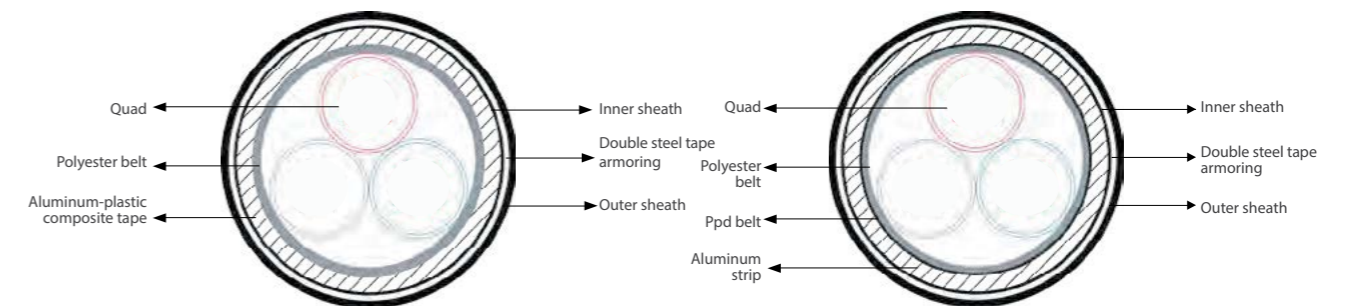 Quad
Polyester belt
Aluminum-plastic
composite tape
Inner sheath
Double steel tape
armoring
Outer sheath
Quad
Polyester
belt
Ppd belt
Aluminum
strip
Inner sheath
Double steel tape
armoring
Outer sheath